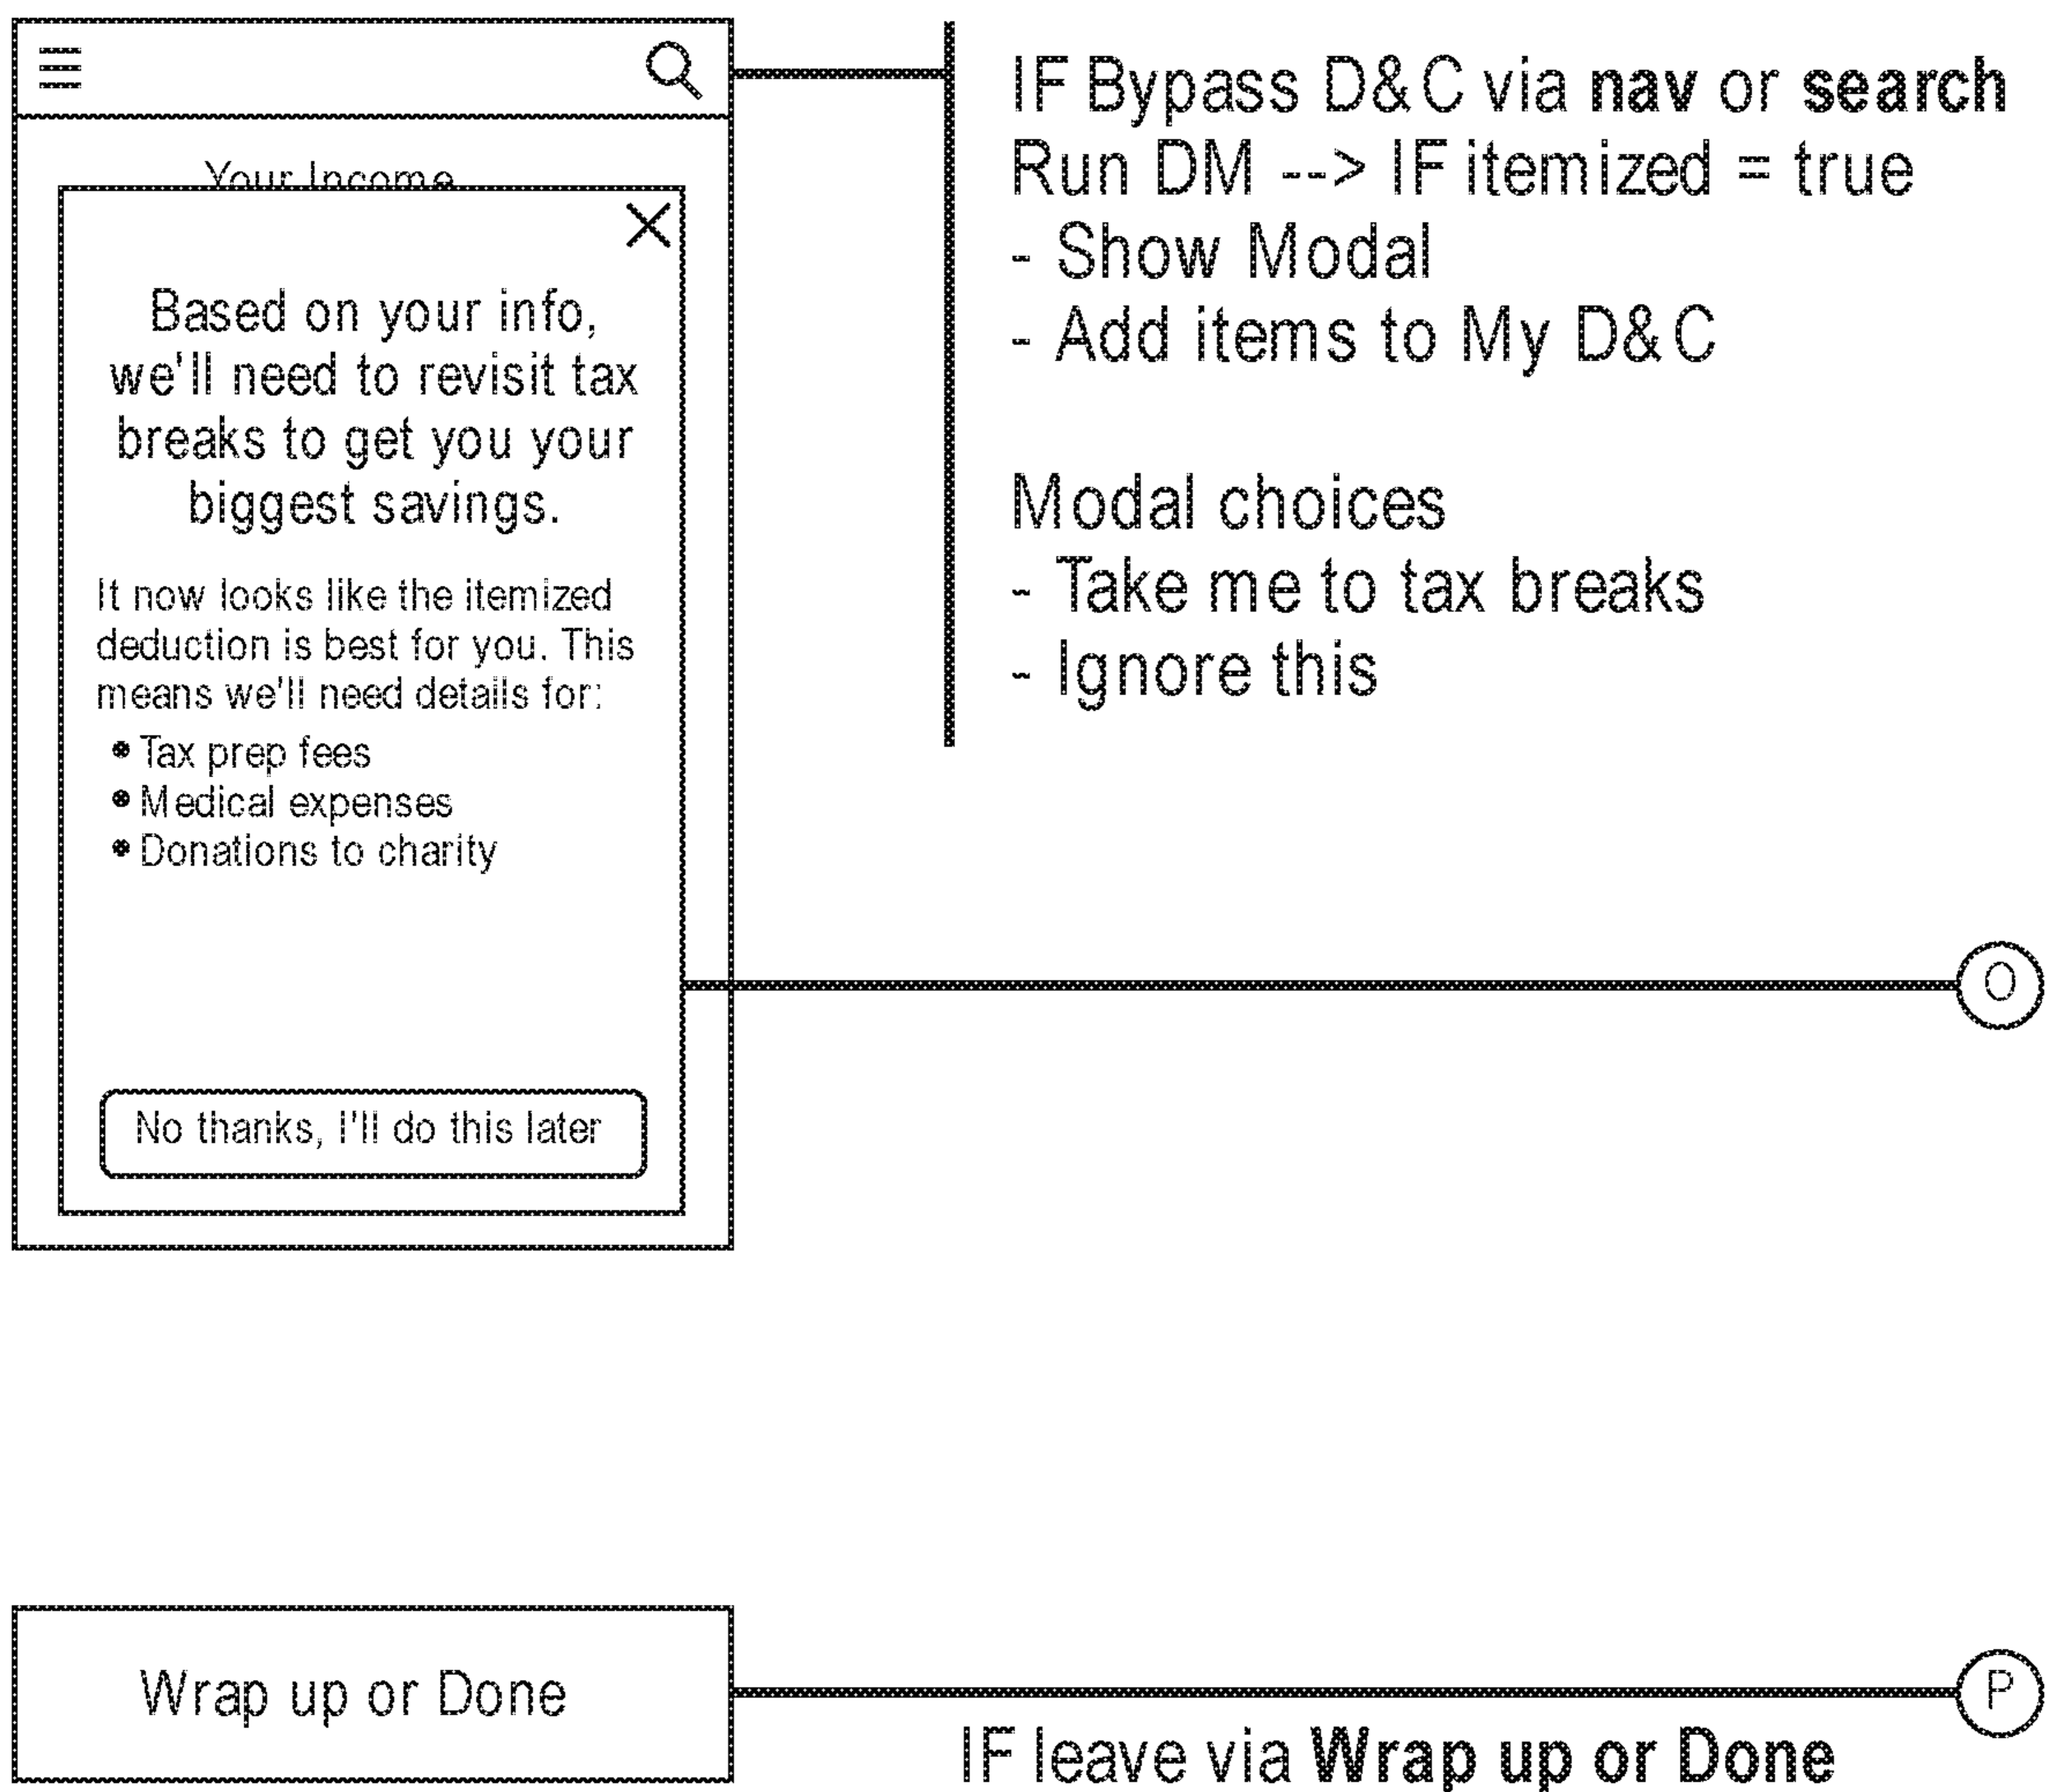 Your Income
Based on your info,
we'll need to revisit tax
breaks to get you your
biggest savings.
It now looks like the itemized
deduction is best for you. This
means we'll need details for:
• Tax prep fees
• Medical expenses
• Donations to charity
No thanks, I'll do this later
IF Bypass D&C via nav or search
Run DM --> IF itemized = true
- Show Modal
- Add items to My D&C
Modal choices
- Take me to tax breaks
- Ignore this
O
Wrap up or Done
P
IF leave via Wrap up or Done